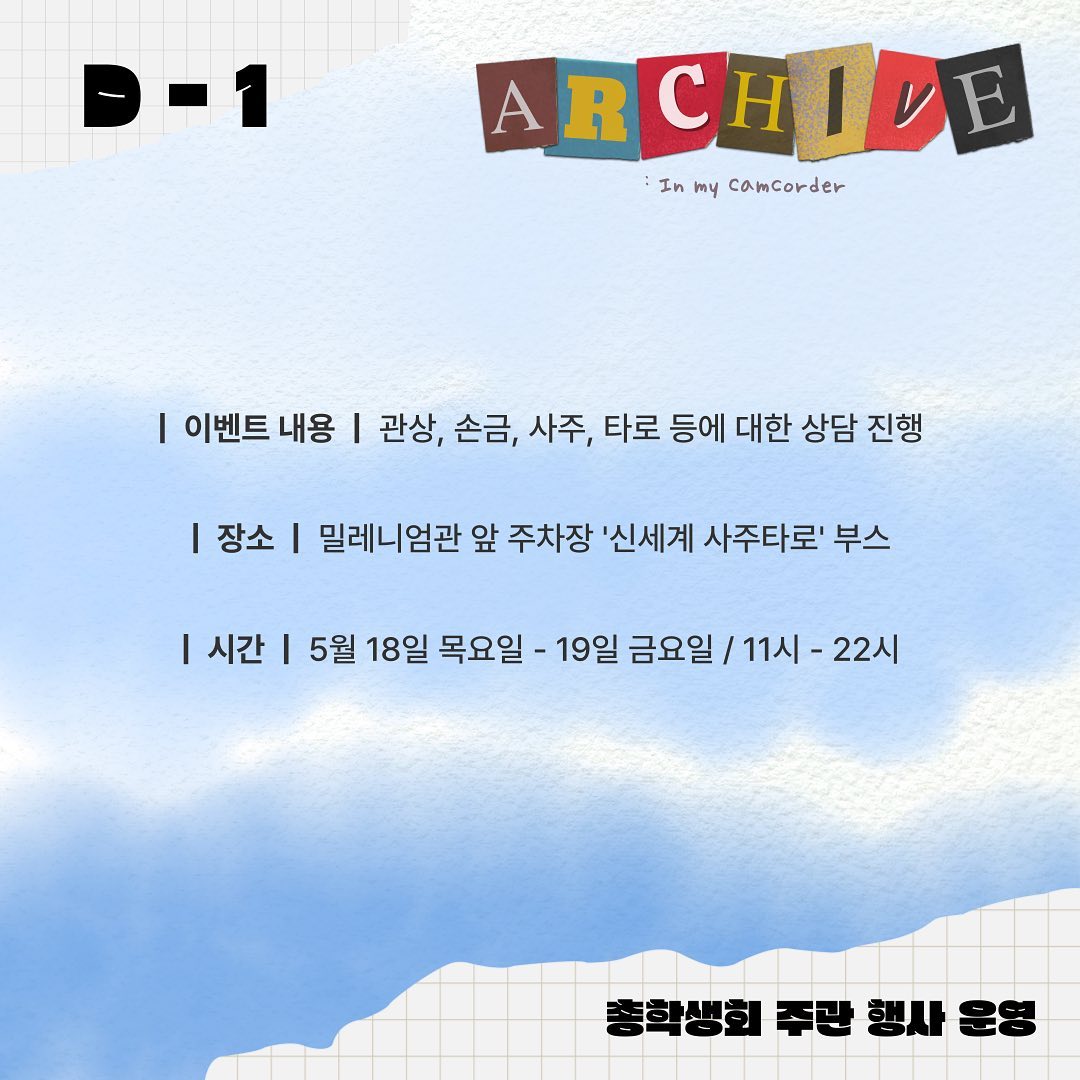 D-1
ARCHIVE
: In my camcorder
| 이벤트 내용 | 관상, 손금, 사주, 타로 등에 대한 상담 진행
| 장소 | 밀레니엄관 앞 주차장 '신세계 사주타로' 부스
| 시간 | 5월 18일 목요일 - 19일 금요일 / 11시 - 22시
총학생회 주관 행사 운영